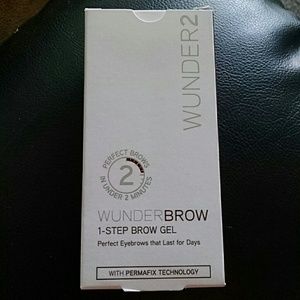 WUNDER2
PERFECT BROWS
2
IN UNDER 2 MINUTES
WUNDERBROW
1-STEP BROW GEL
Perfect Eyebrows that Last for Days
WITH PERMAFIX TECHNOLOGY